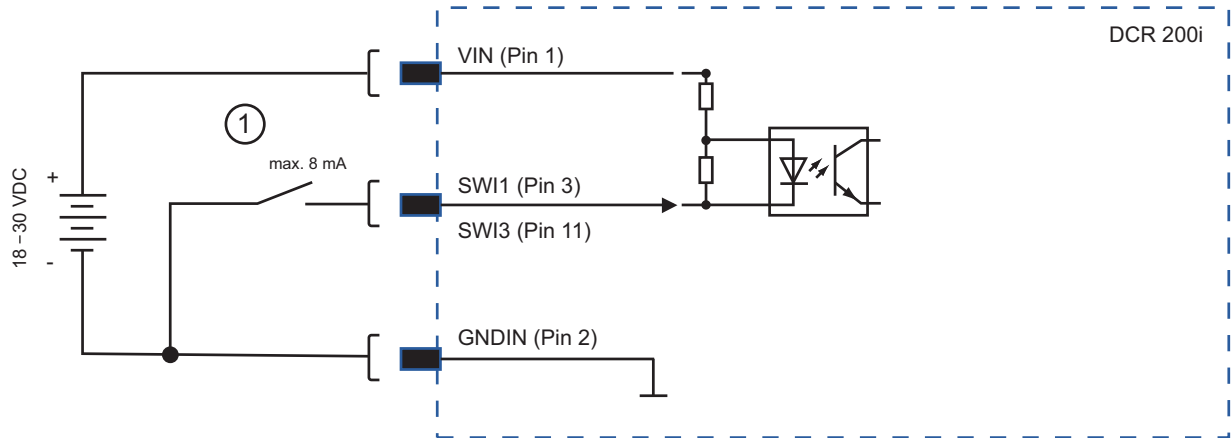 DCR 200i
VIN (Pin 1)
1
max. 8 mA
18 – 30 VDC
+
-
SWI1 (Pin 3)
SWI3 (Pin 11)
GNDIN (Pin 2)